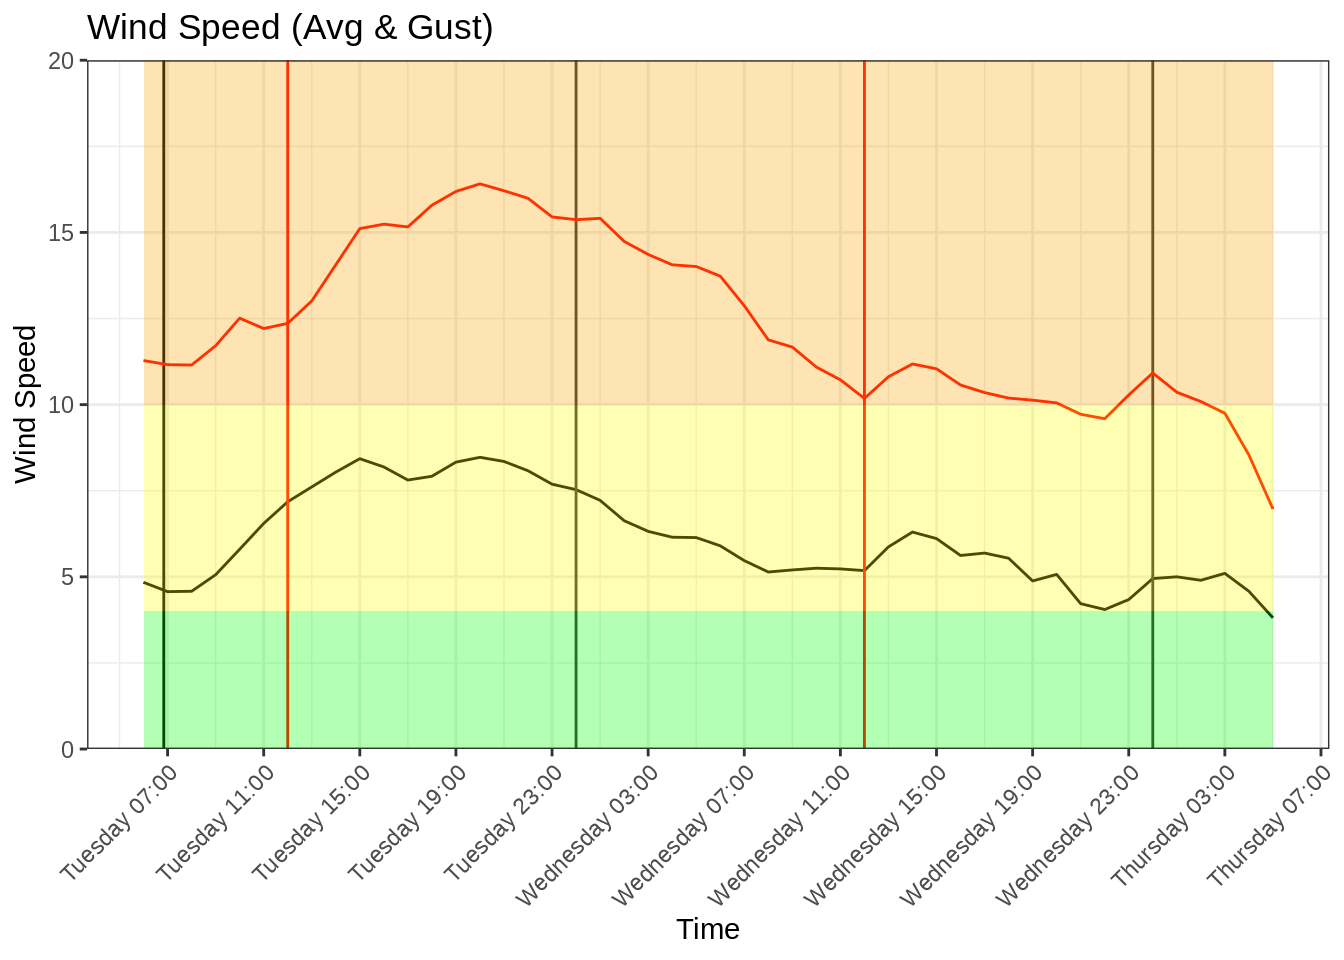 Wind Speed (Avg & Gust)
20
15
10
5
0
Wind Speed
Tuesday 07:00
Tuesday 11:00
Tuesday 15:00
Tuesday 19:00
Tuesday 23:00
Wednesday 03:00
Wednesday 07:00
Wednesday 11:00
Wednesday 15:00
Wednesday 19:00
Wednesday 23:00
Thursday 03:00
Thursday 07:00
Time